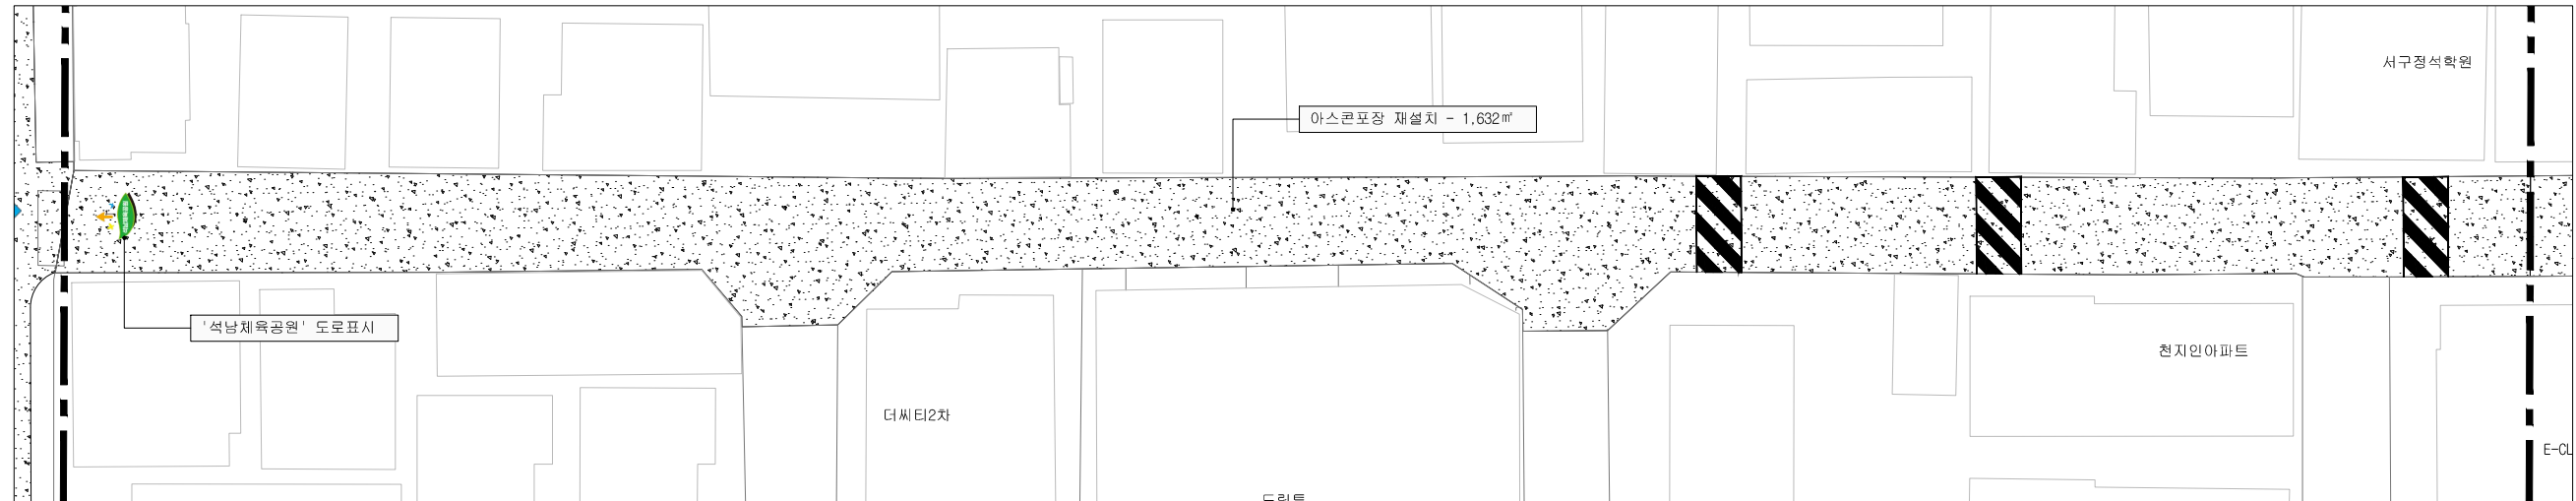 서구정석학원
아스콘포장 재설치 - 1,632㎡
'석남체육공원' 도로표시
천지인아파트
더씨티2차
E-CL